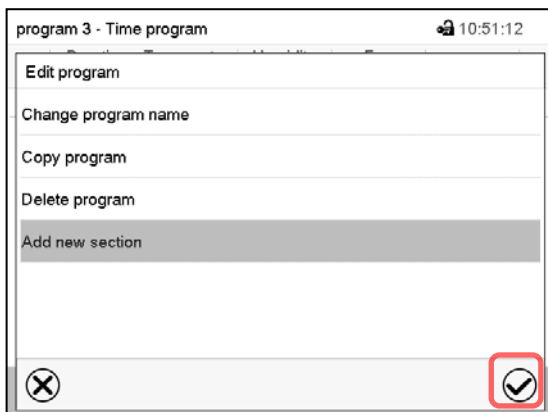 program 3 - Time program 10:51:12
Edit program
Change program name
Copy program
Delete program
Add new section